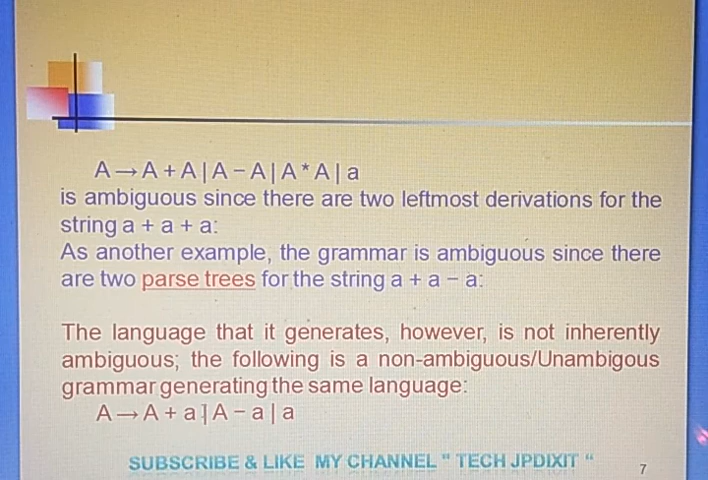 A→A + A | A − A | A * A | a
is ambiguous since there are two leftmost derivations for the
string a + a + a:
As another example, the grammar is ambiguous since there
are two parse trees for the string a + a − a:
The language that it generates, however, is not inherently
ambiguous; the following is a non-ambiguous/Unambigous
grammar generating the same language:
A→A + a | A − a | a
SUBSCRIBE & LIKE MY CHANNEL " TECH JPDIXIT "
7